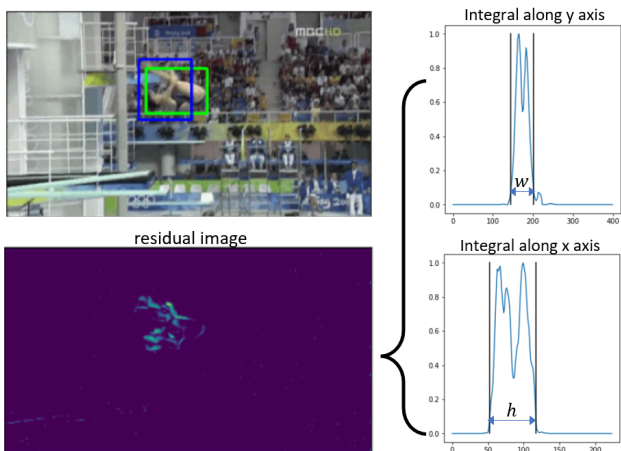 Integral along y axis
mBC HD
1.0
0.8
0.6
0.4
0.2
0.0
w
0 100 200 300 400
residual image
Integral along x axis
1.0
0.8
0.6
0.4
0.2
0.0
h
0 50 100 150 200